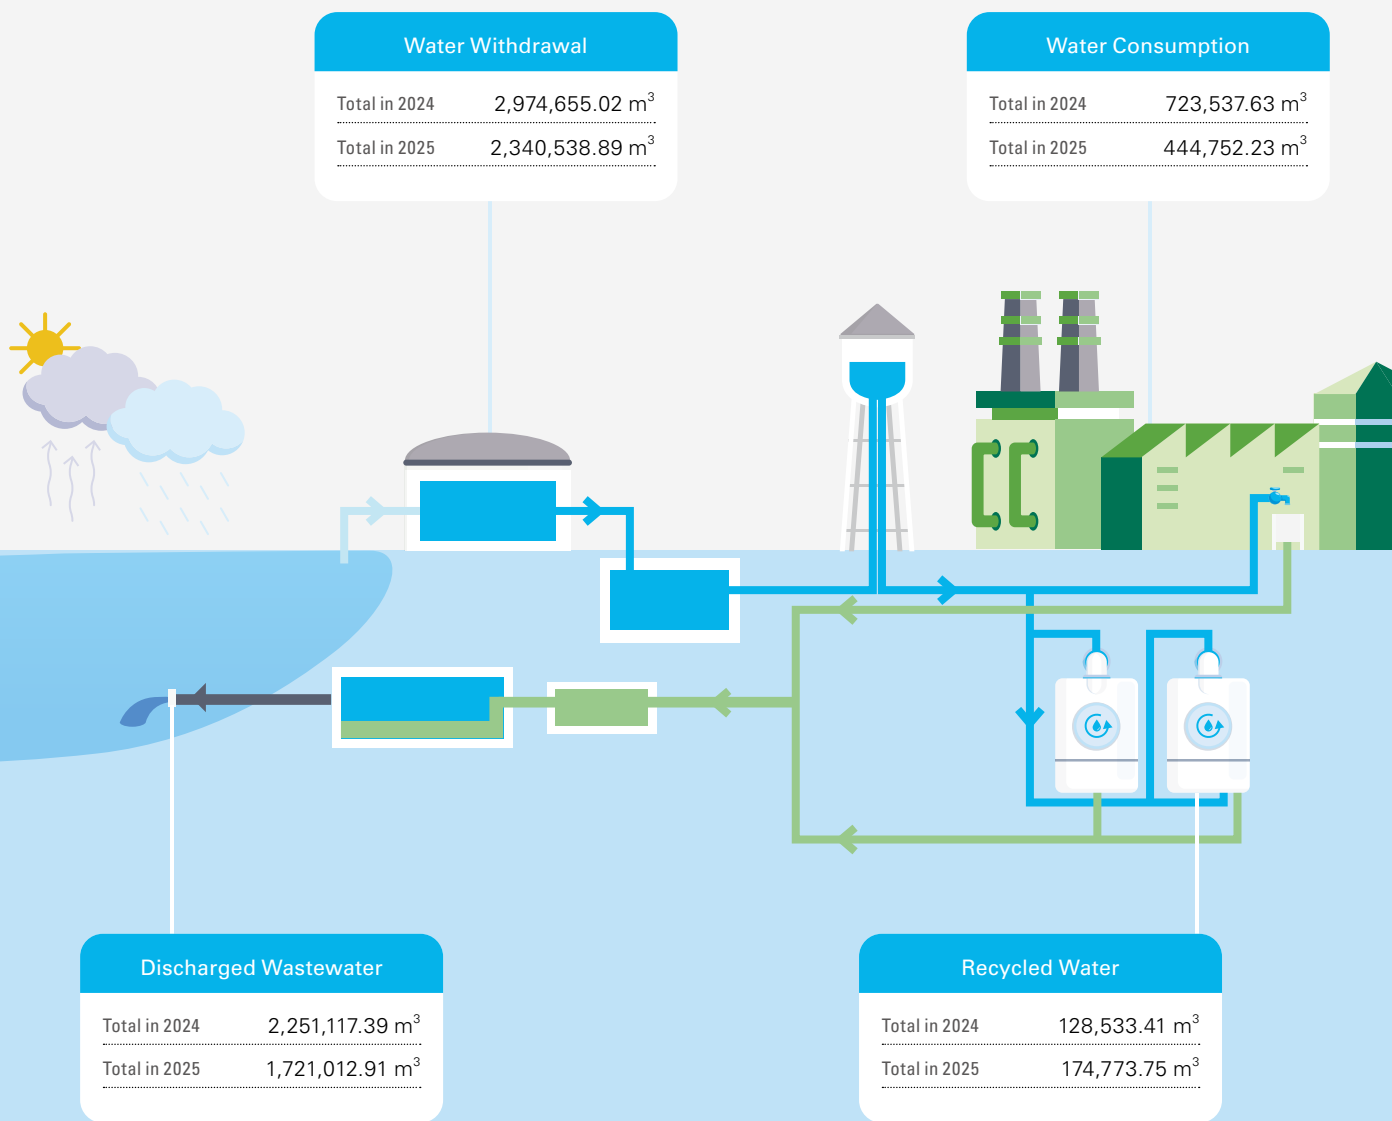 Water Withdrawal
Total in 2024 2,974,655.02 m³
Total in 2025 2,340,538.89 m³
Water Consumption
Total in 2024 723,537.63 m³
Total in 2025 444,752.23 m³
Discharged Wastewater
Total in 2024 2,251,117.39 m³
Total in 2025 1,721,012.91 m³
Recycled Water
Total in 2024 128,533.41 m³
Total in 2025 174,773.75 m³